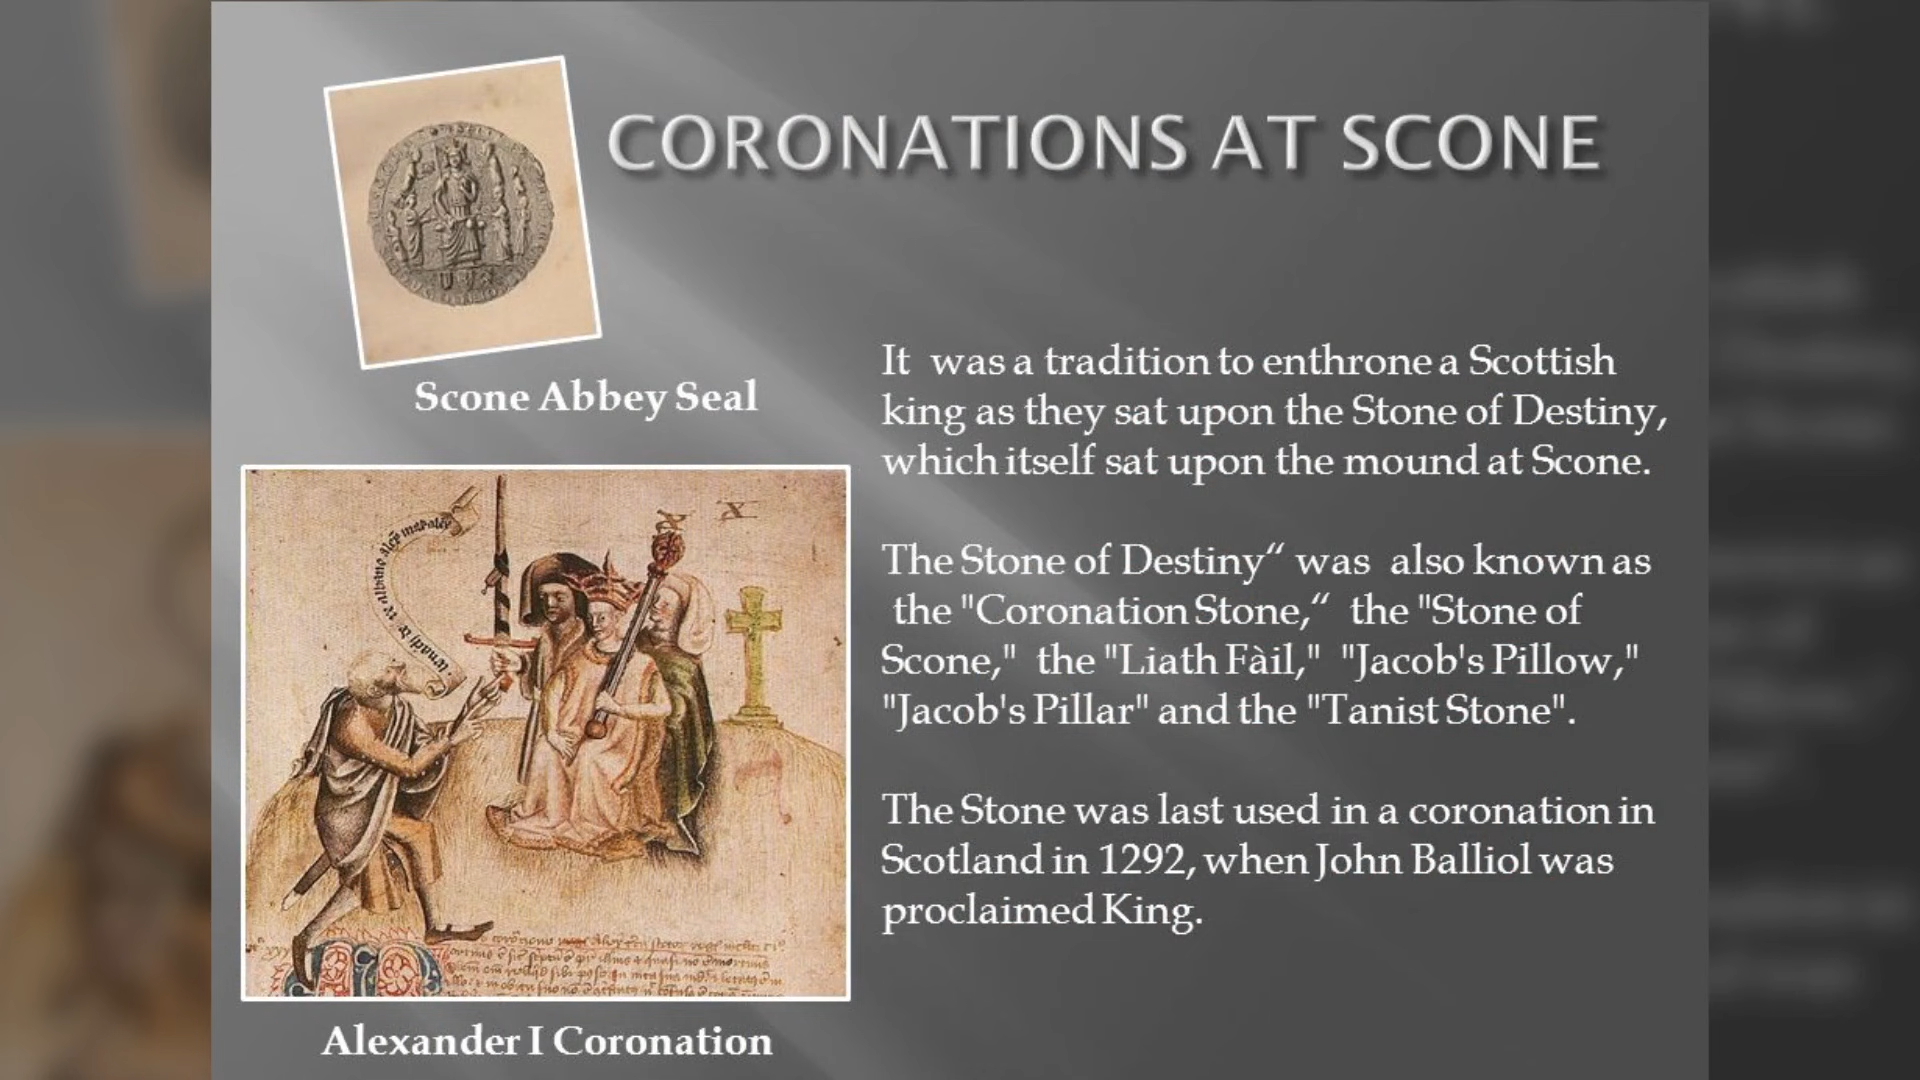 CORONATIONS AT SCONE
Scone Abbey Seal
It was a tradition to enthrone a Scottish
king as they sat upon the Stone of Destiny,
which itself sat upon the mound at Scone.
The Stone of Destiny“ was also known as
the "Coronation Stone,“ the "Stone of
Scone," the "Liath Fàil," "Jacob's Pillow,"
"Jacob's Pillar" and the "Tanist Stone".
The Stone was last used in a coronation in
Scotland in 1292, when John Balliol was
proclaimed King.
Alexander I Coronation